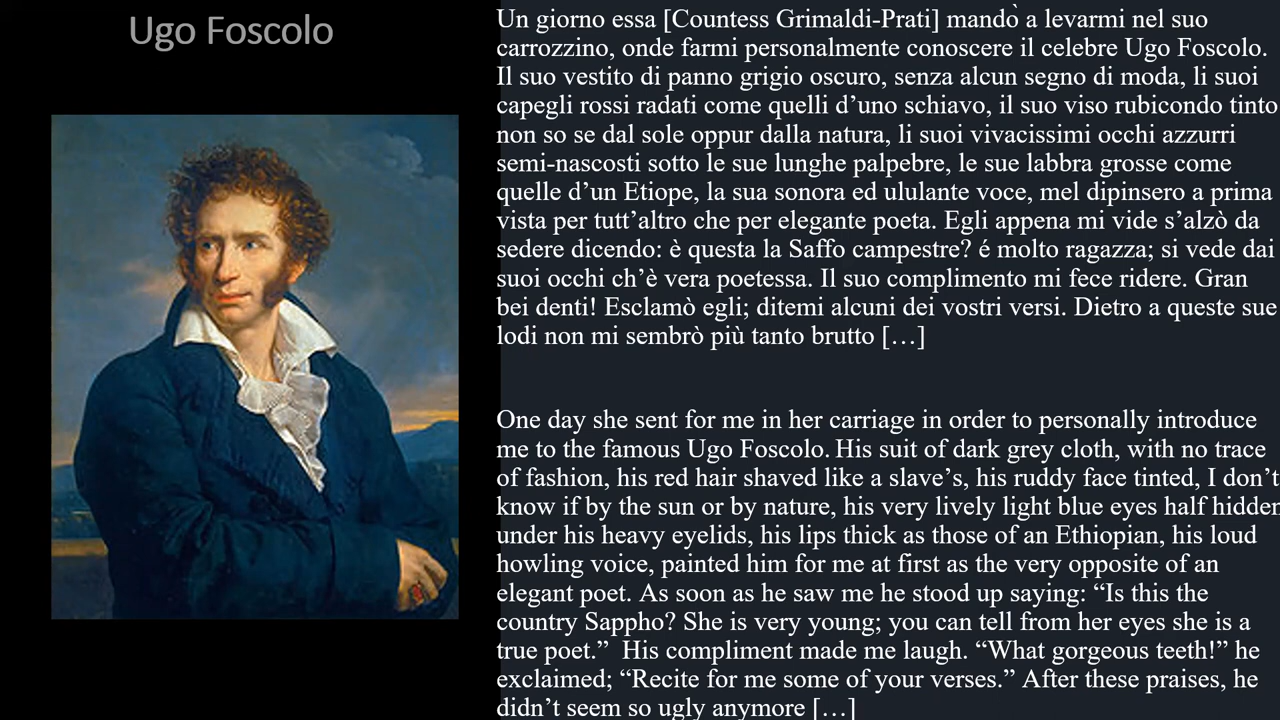 Ugo Foscolo
Un giorno essa [Countess Grimaldi-Prati] mandò a levarmi nel suo
carrozzino, onde farmi personalmente conoscere il celebre Ugo Foscolo.
Il suo vestito di panno grigio oscuro, senza alcun segno di moda, li suoi
capegli rossi radati come quelli d’uno schiavo, il suo viso rubicondo tinto
non so se dal sole oppur dalla natura, li suoi vivacissimi occhi azzurri
semi-nascosti sotto le sue lunghe palpebre, le sue labbra grosse come
quelle d’un Etiope, la sua sonora ed ululante voce, mel dipinsero a prima
vista per tutt’altro che per elegante poeta. Egli appena mi vide s’alzò da
sedere dicendo: è questa la Saffo campestre? é molto ragazza; si vede dai
suoi occhi ch’è vera poetessa. Il suo complimento mi fece ridere. Gran
bei denti! Esclamò egli; ditemi alcuni dei vostri versi. Dietro a queste sue
lodi non mi sembrò più tanto brutto […]
One day she sent for me in her carriage in order to personally introduce
me to the famous Ugo Foscolo. His suit of dark grey cloth, with no trace
of fashion, his red hair shaved like a slave’s, his ruddy face tinted, I don’t
know if by the sun or by nature, his very lively light blue eyes half hidden
under his heavy eyelids, his lips thick as those of an Ethiopian, his loud
howling voice, painted him for me at first as the very opposite of an
elegant poet. As soon as he saw me he stood up saying: “Is this the
country Sappho? She is very young; you can tell from her eyes she is a
true poet.”  His compliment made me laugh. “What gorgeous teeth!” he
exclaimed; “Recite for me some of your verses.” After these praises, he
didn’t seem so ugly anymore […]